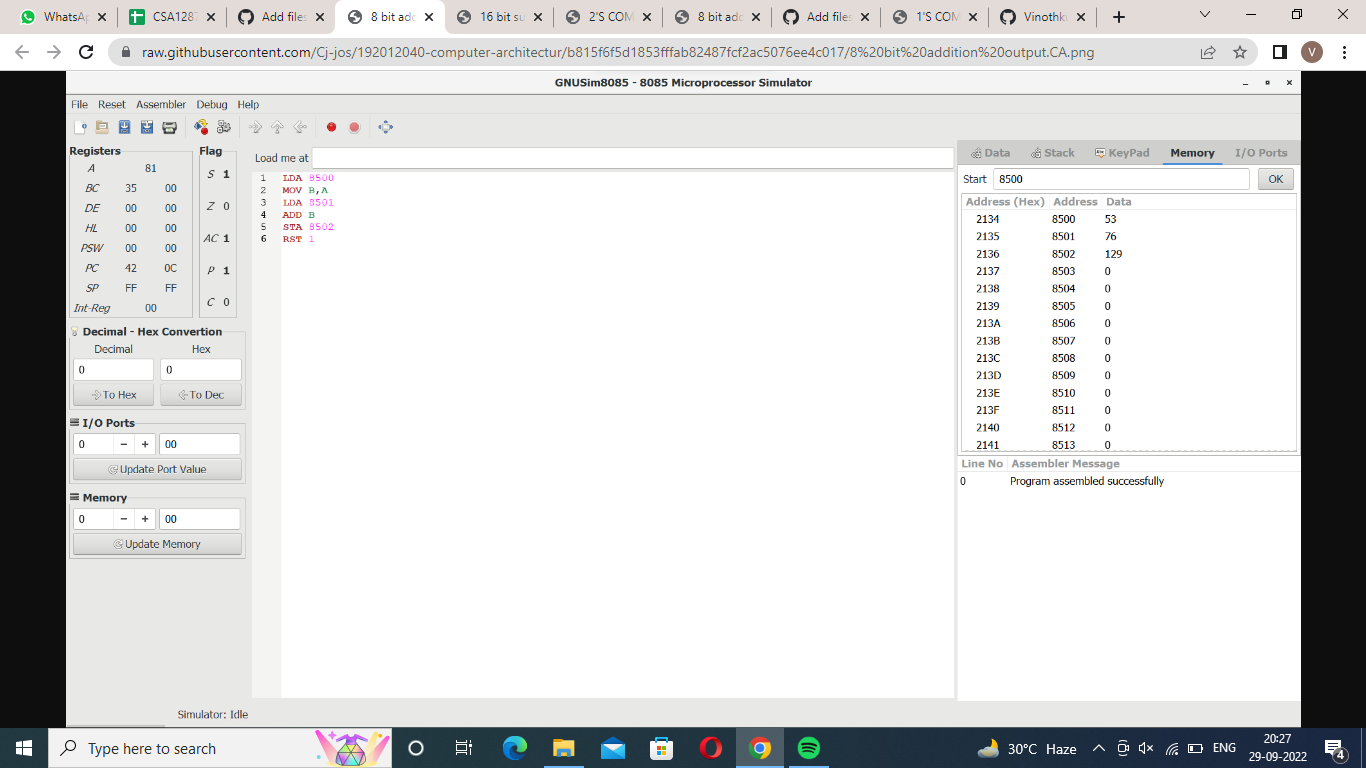 WhatsAp
CSA1287
Add files
8 bit add
16 bit su
2'S COM
8 bit add
Add files
1'S COM
Vinothk
raw.githubusercontent.com/Cj-jos/192012040-computer-architectur/b815f6f5d1853fffab82487fcf2ac5076ee4c017/8%20bit%20addition%20output.CA.png
V
GNUSim8085 - 8085 Microprocessor Simulator
File Reset Assembler Debug Help
Registers
A 81
BC 35 00
DE 00 00
HL 00 00
PSW 00 00
PC 42 0C
SP FF FF
Int-Reg 00
Flag
S 1
Z 0
AC 1
P 1
C 0
Decimal - Hex Convertion
Decimal Hex
0 0
To Hex To Dec
I/O Ports
0 − + 00
Update Port Value
Memory
0 − + 00
Update Memory
Load me at
1 LDA 8500
2 MOV B,A
3 LDA 8501
4 ADD B
5 STA 8502
6 RST 1
Data Stack KeyPad Memory I/O Ports
Start 8500 OK
Address (Hex) Address Data
2134 8500 53
2135 8501 76
2136 8502 129
2137 8503 0
2138 8504 0
2139 8505 0
213A 8506 0
213B 8507 0
213C 8508 0
213D 8509 0
213E 8510 0
213F 8511 0
2140 8512 0
2141 8513 0
Line No Assembler Message
0 Program assembled successfully
Simulator: Idle
Type here to search
30°C Haze
ENG
20:27
29-09-2022
4